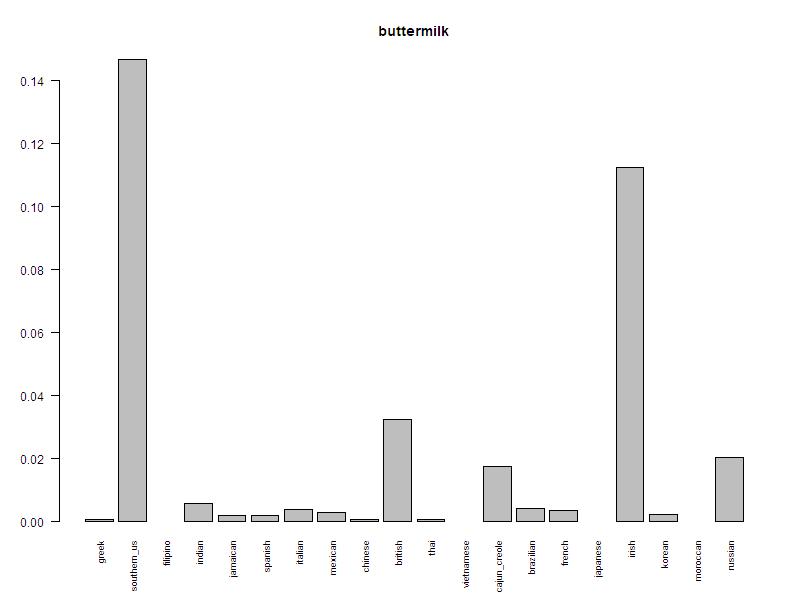 buttermilk
0.14
0.12
0.10
0.08
0.06
0.04
0.02
0.00
greek
southern_us
filipino
indian
jamaican
spanish
italian
mexican
chinese
british
thai
vietnamese
cajun_creole
brazilian
french
japanese
irish
korean
moroccan
russian